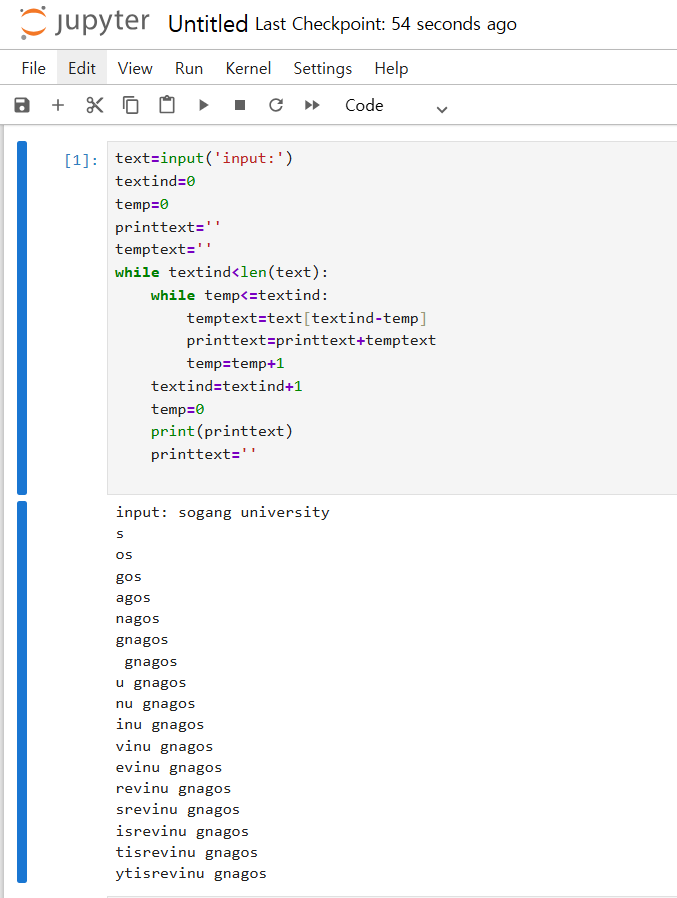 jupyter Untitled Last Checkpoint: 54 seconds ago
File Edit View Run Kernel Settings Help
Code
[1]: text=input('input:')
textind=0
temp=0
printtext=''
temptext=''
while textind<len(text):
    while temp<=textind:
        temptext=text[textind-temp]
        printtext=printtext+temptext
        temp=temp+1
    textind=textind+1
    temp=0
    print(printtext)
    printtext=''
input: sogang university
s
os
gos
agos
nagos
gnagos
 gnagos
u gnagos
nu gnagos
inu gnagos
vinu gnagos
evinu gnagos
revinu gnagos
srevinu gnagos
isrevinu gnagos
tisrevinu gnagos
ytisrevinu gnagos